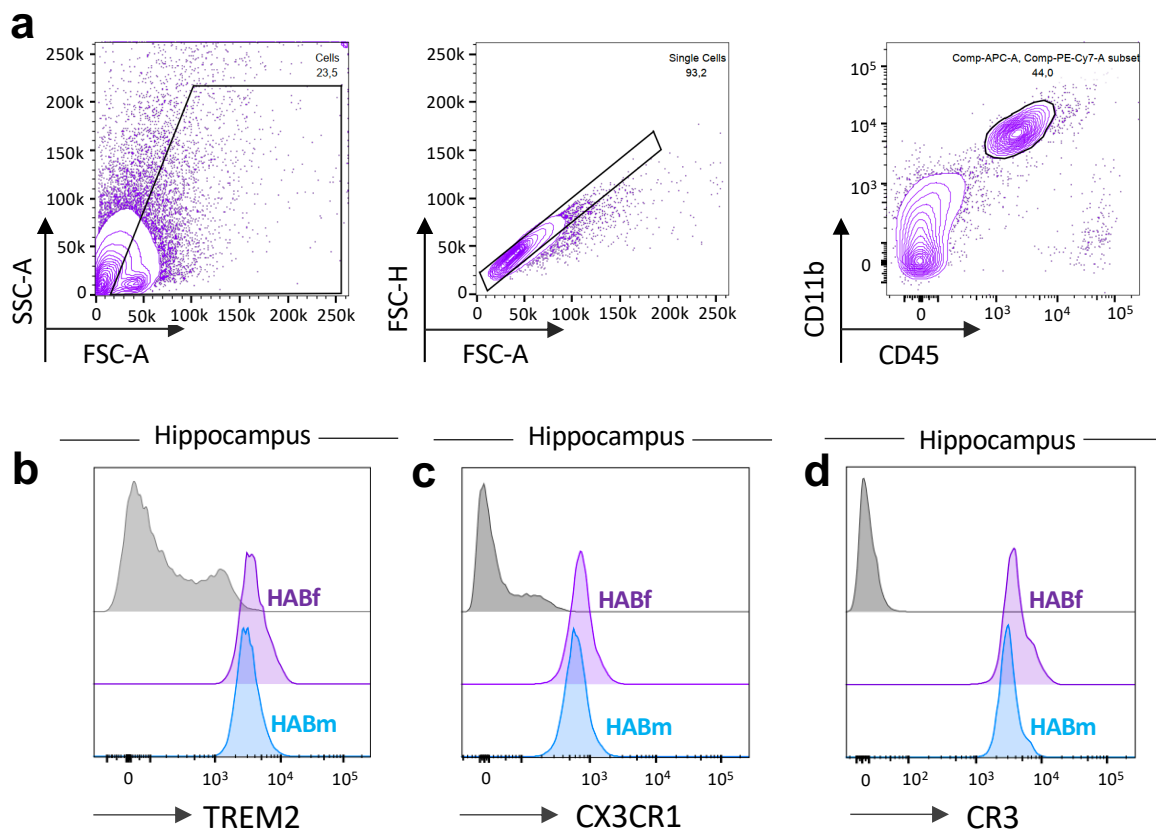 a
250k
200k
150k
100k
50k
0
Cells
23,5
0
50k
100k
150k
200k
250k
SSC-A
FSC-A
250k
200k
150k
100k
50k
0
Single Cells
93,2
0
50k
100k
150k
200k
250k
FSC-H
FSC-A
10⁵
10⁴
10³
0
Comp-APC-A, Comp-PE-Cy7-A subset
44,0
0
10³
10⁴
10⁵
CD11b
CD45
b
Hippocampus
HABf
HABm
0
10³
10⁴
10⁵
TREM2
c
Hippocampus
HABf
HABm
0
10³
10⁴
10⁵
CX3CR1
d
Hippocampus
HABf
HABm
0
10²
10³
10⁴
10⁵
CR3